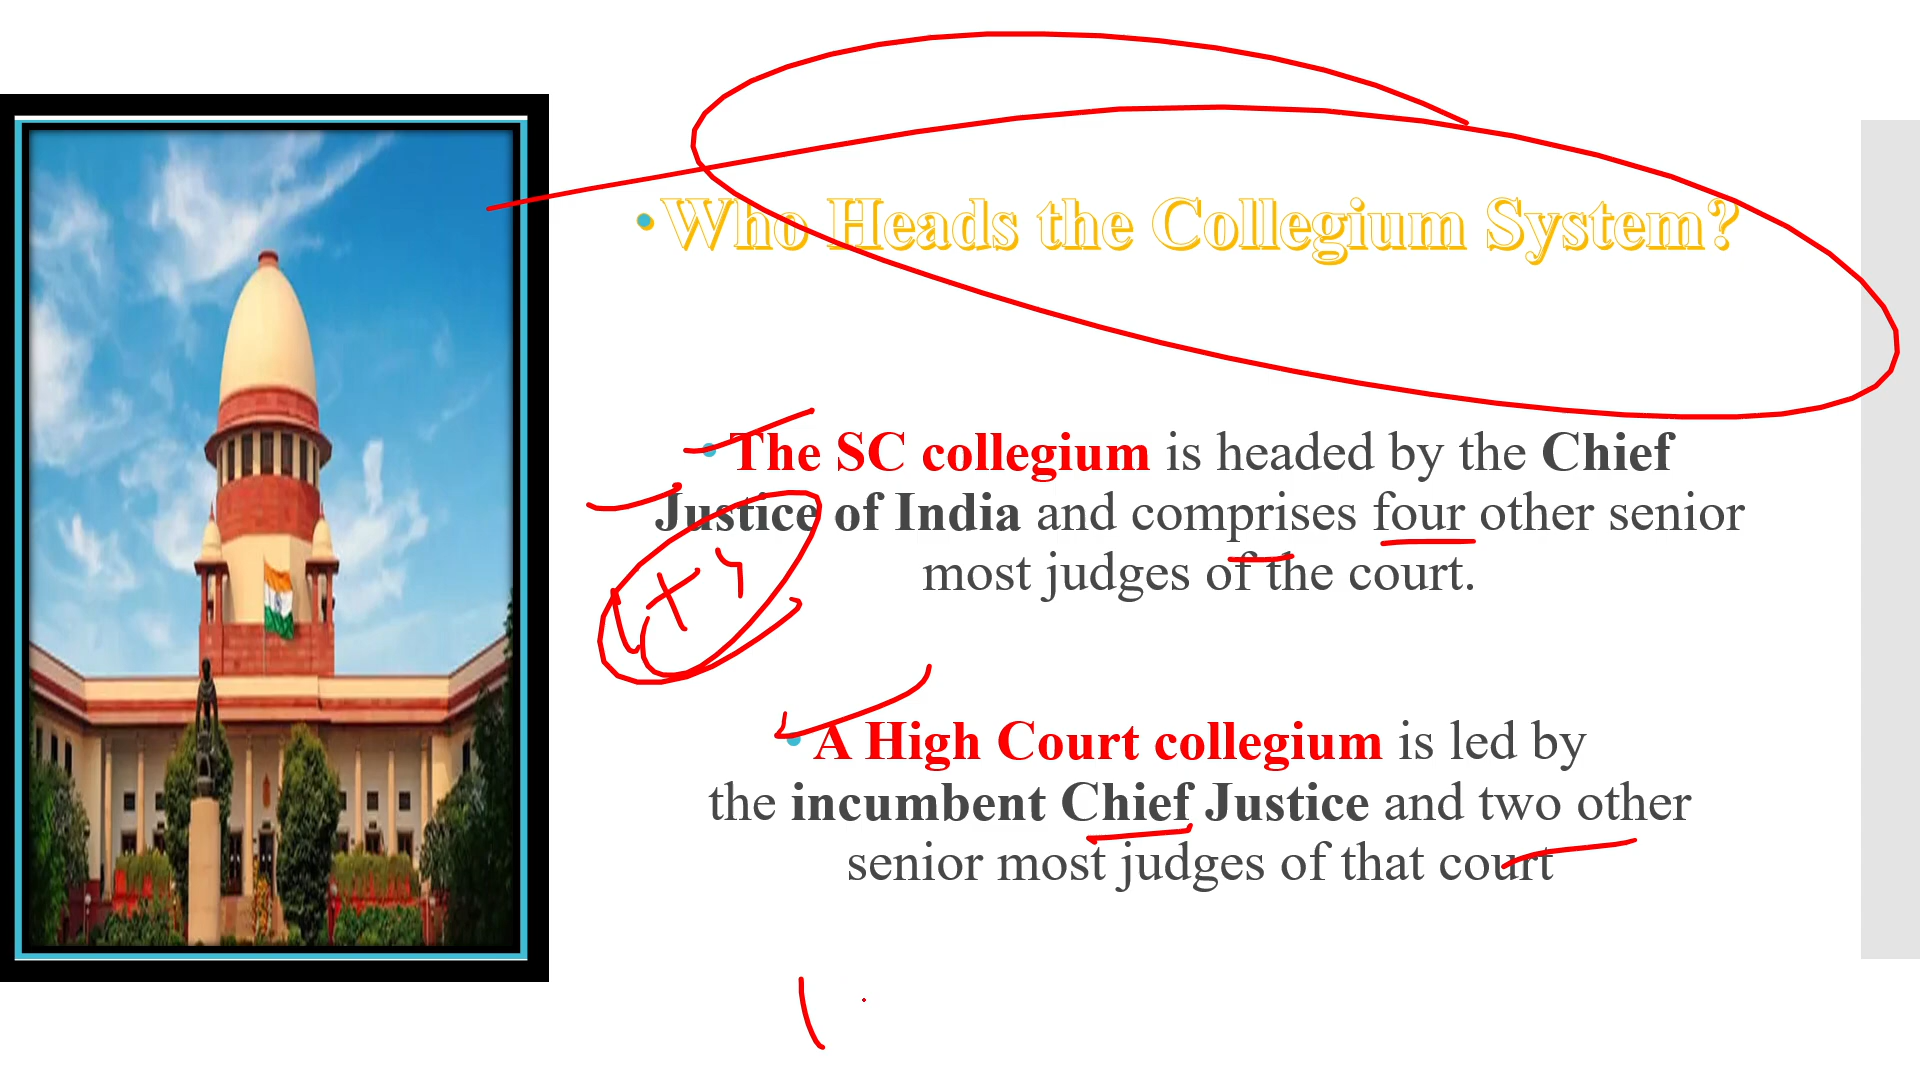 • Who Heads the Collegium System?
• The SC collegium is headed by the Chief
Justice of India and comprises four other senior
most judges of the court.
1+4
• A High Court collegium is led by
the incumbent Chief Justice and two other
senior most judges of that court